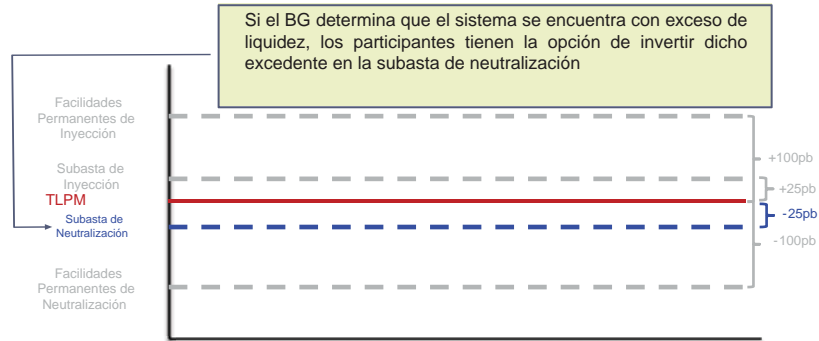 Si el BG determina que el sistema se encuentra con exceso de
liquidez, los participantes tienen la opción de invertir dicho
excedente en la subasta de neutralización
Facilidades
Permanentes de
Inyección
+100pb
Subasta de
Inyección
+25pb
TLPM
-25pb
Subasta de
Neutralización
-100pb
Facilidades
Permanentes de
Neutralización